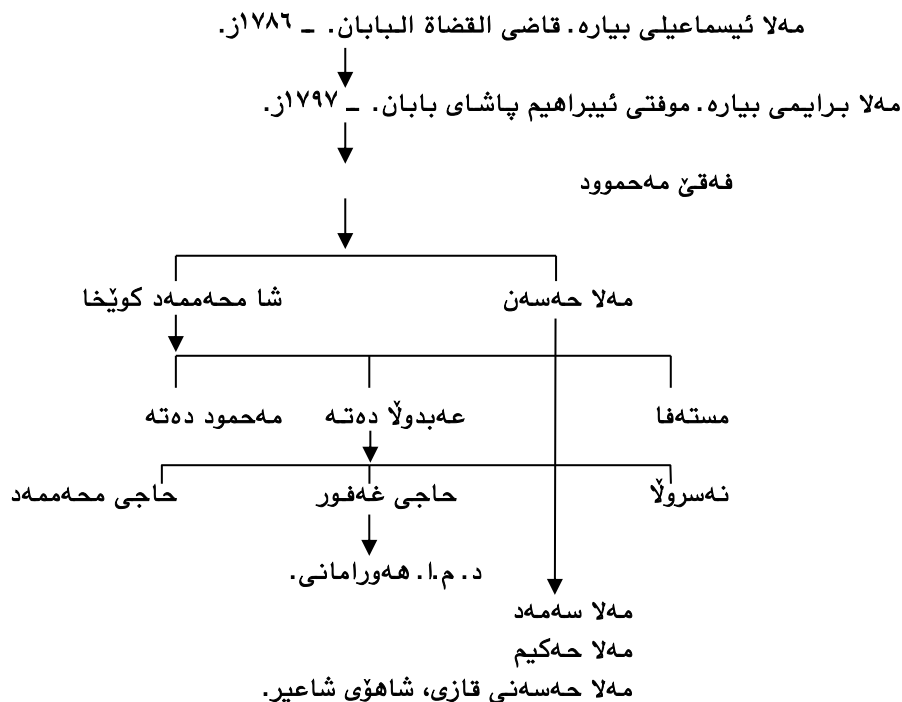 مەلا ئیسماعیلی بیارە. قاضی القضاة البابان. ـ ١٧٨٦ز.
مەلا برایمی بیارە. موفتی ئیبراهیم پاشای بابان. ـ ١٧٩٧ز.
فەقێ مەحموود
مەلا حەسەن شا محەممەد کوێخا
مستەفا عەبدوڵا دەتە مەحمود دەتە
نەسروڵا حاجی غەفور حاجی محەممەد
د. م.ا. هەورامانی.
مەلا سەمەد
مەلا حەکیم
مەلا حەسەنی قازی، شاهۆی شاعیر.